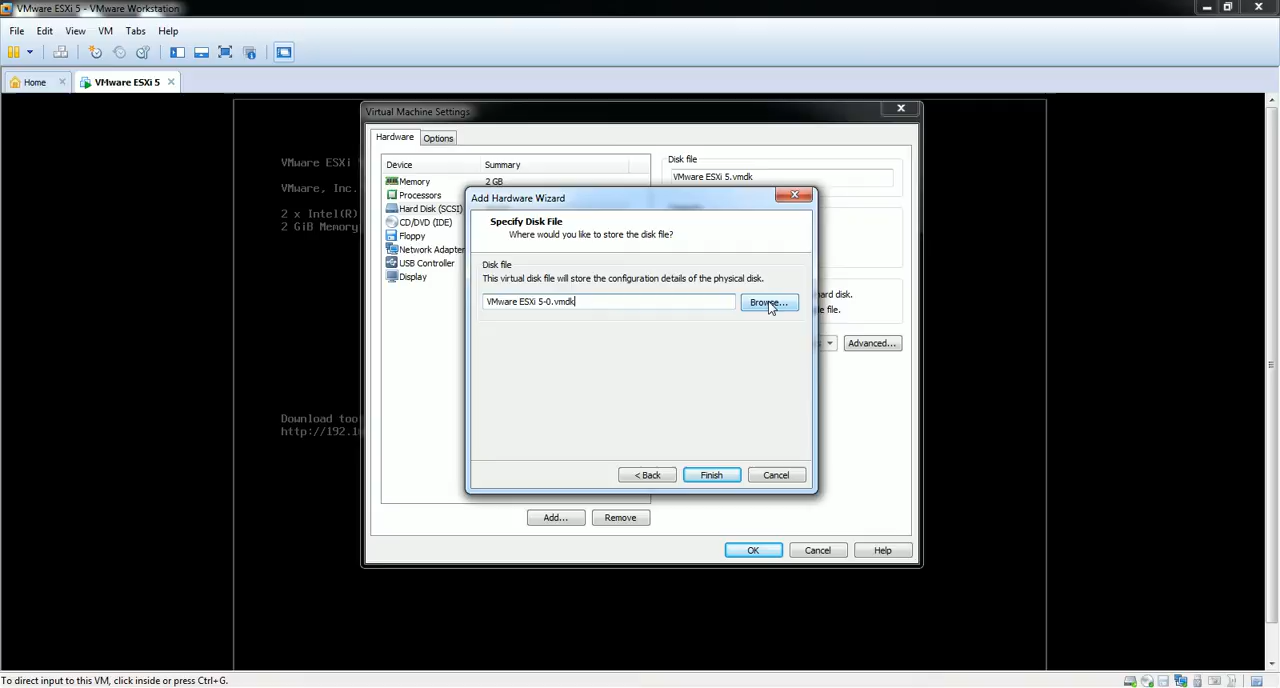 VMware ESXi 5 - VMware Workstation
File Edit View VM Tabs Help
Home VMware ESXi 5
Virtual Machine Settings
Hardware Options
Device Summary
Memory 2 GB
Processors
Hard Disk (SCSI)
CD/DVD (IDE)
Floppy
Network Adapter
USB Controller
Display
Disk file
VMware ESXi 5.vmdk
hard disk.
file.
Advanced...
Add... Remove
OK Cancel Help
Add Hardware Wizard
Specify Disk File
Where would you like to store the disk file?
Disk file
This virtual disk file will store the configuration details of the physical disk.
VMware ESXi 5-0.vmdk Browse...
< Back Finish Cancel
VMware ESXi
VMware, Inc.
2 x Intel(R)
2 GiB Memory
Download too
http://192.1
To direct input to this VM, click inside or press Ctrl+G.